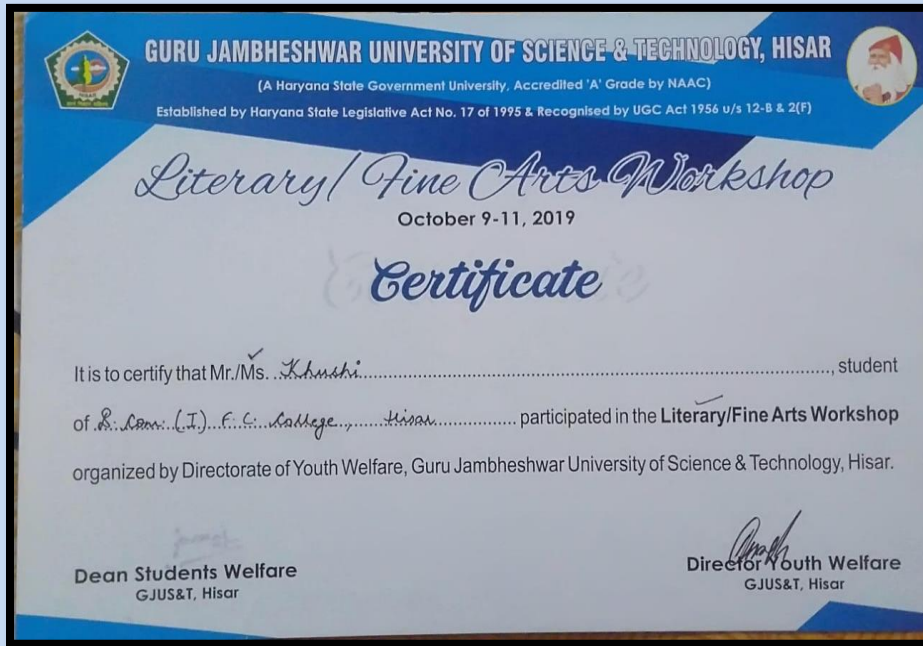 GURU JAMBHESHWAR UNIVERSITY OF SCIENCE & TECHNOLOGY, HISAR
(A Haryana State Government University, Accredited 'A' Grade by NAAC)
Established by Haryana State Legislative Act No. 17 of 1995 & Recognised by UGC Act 1956 u/s 12-B & 2(F)
Literary/ Fine Arts Workshop
October 9-11, 2019
Certificate
It is to certify that Mr./Ms. Khushi, student
of B. Com. (I) F. C. College, Hisar participated in the Literary/Fine Arts Workshop
organized by Directorate of Youth Welfare, Guru Jambheshwar University of Science & Technology, Hisar.
Dean Students Welfare
GJUS&T, Hisar
Director Youth Welfare
GJUS&T, Hisar